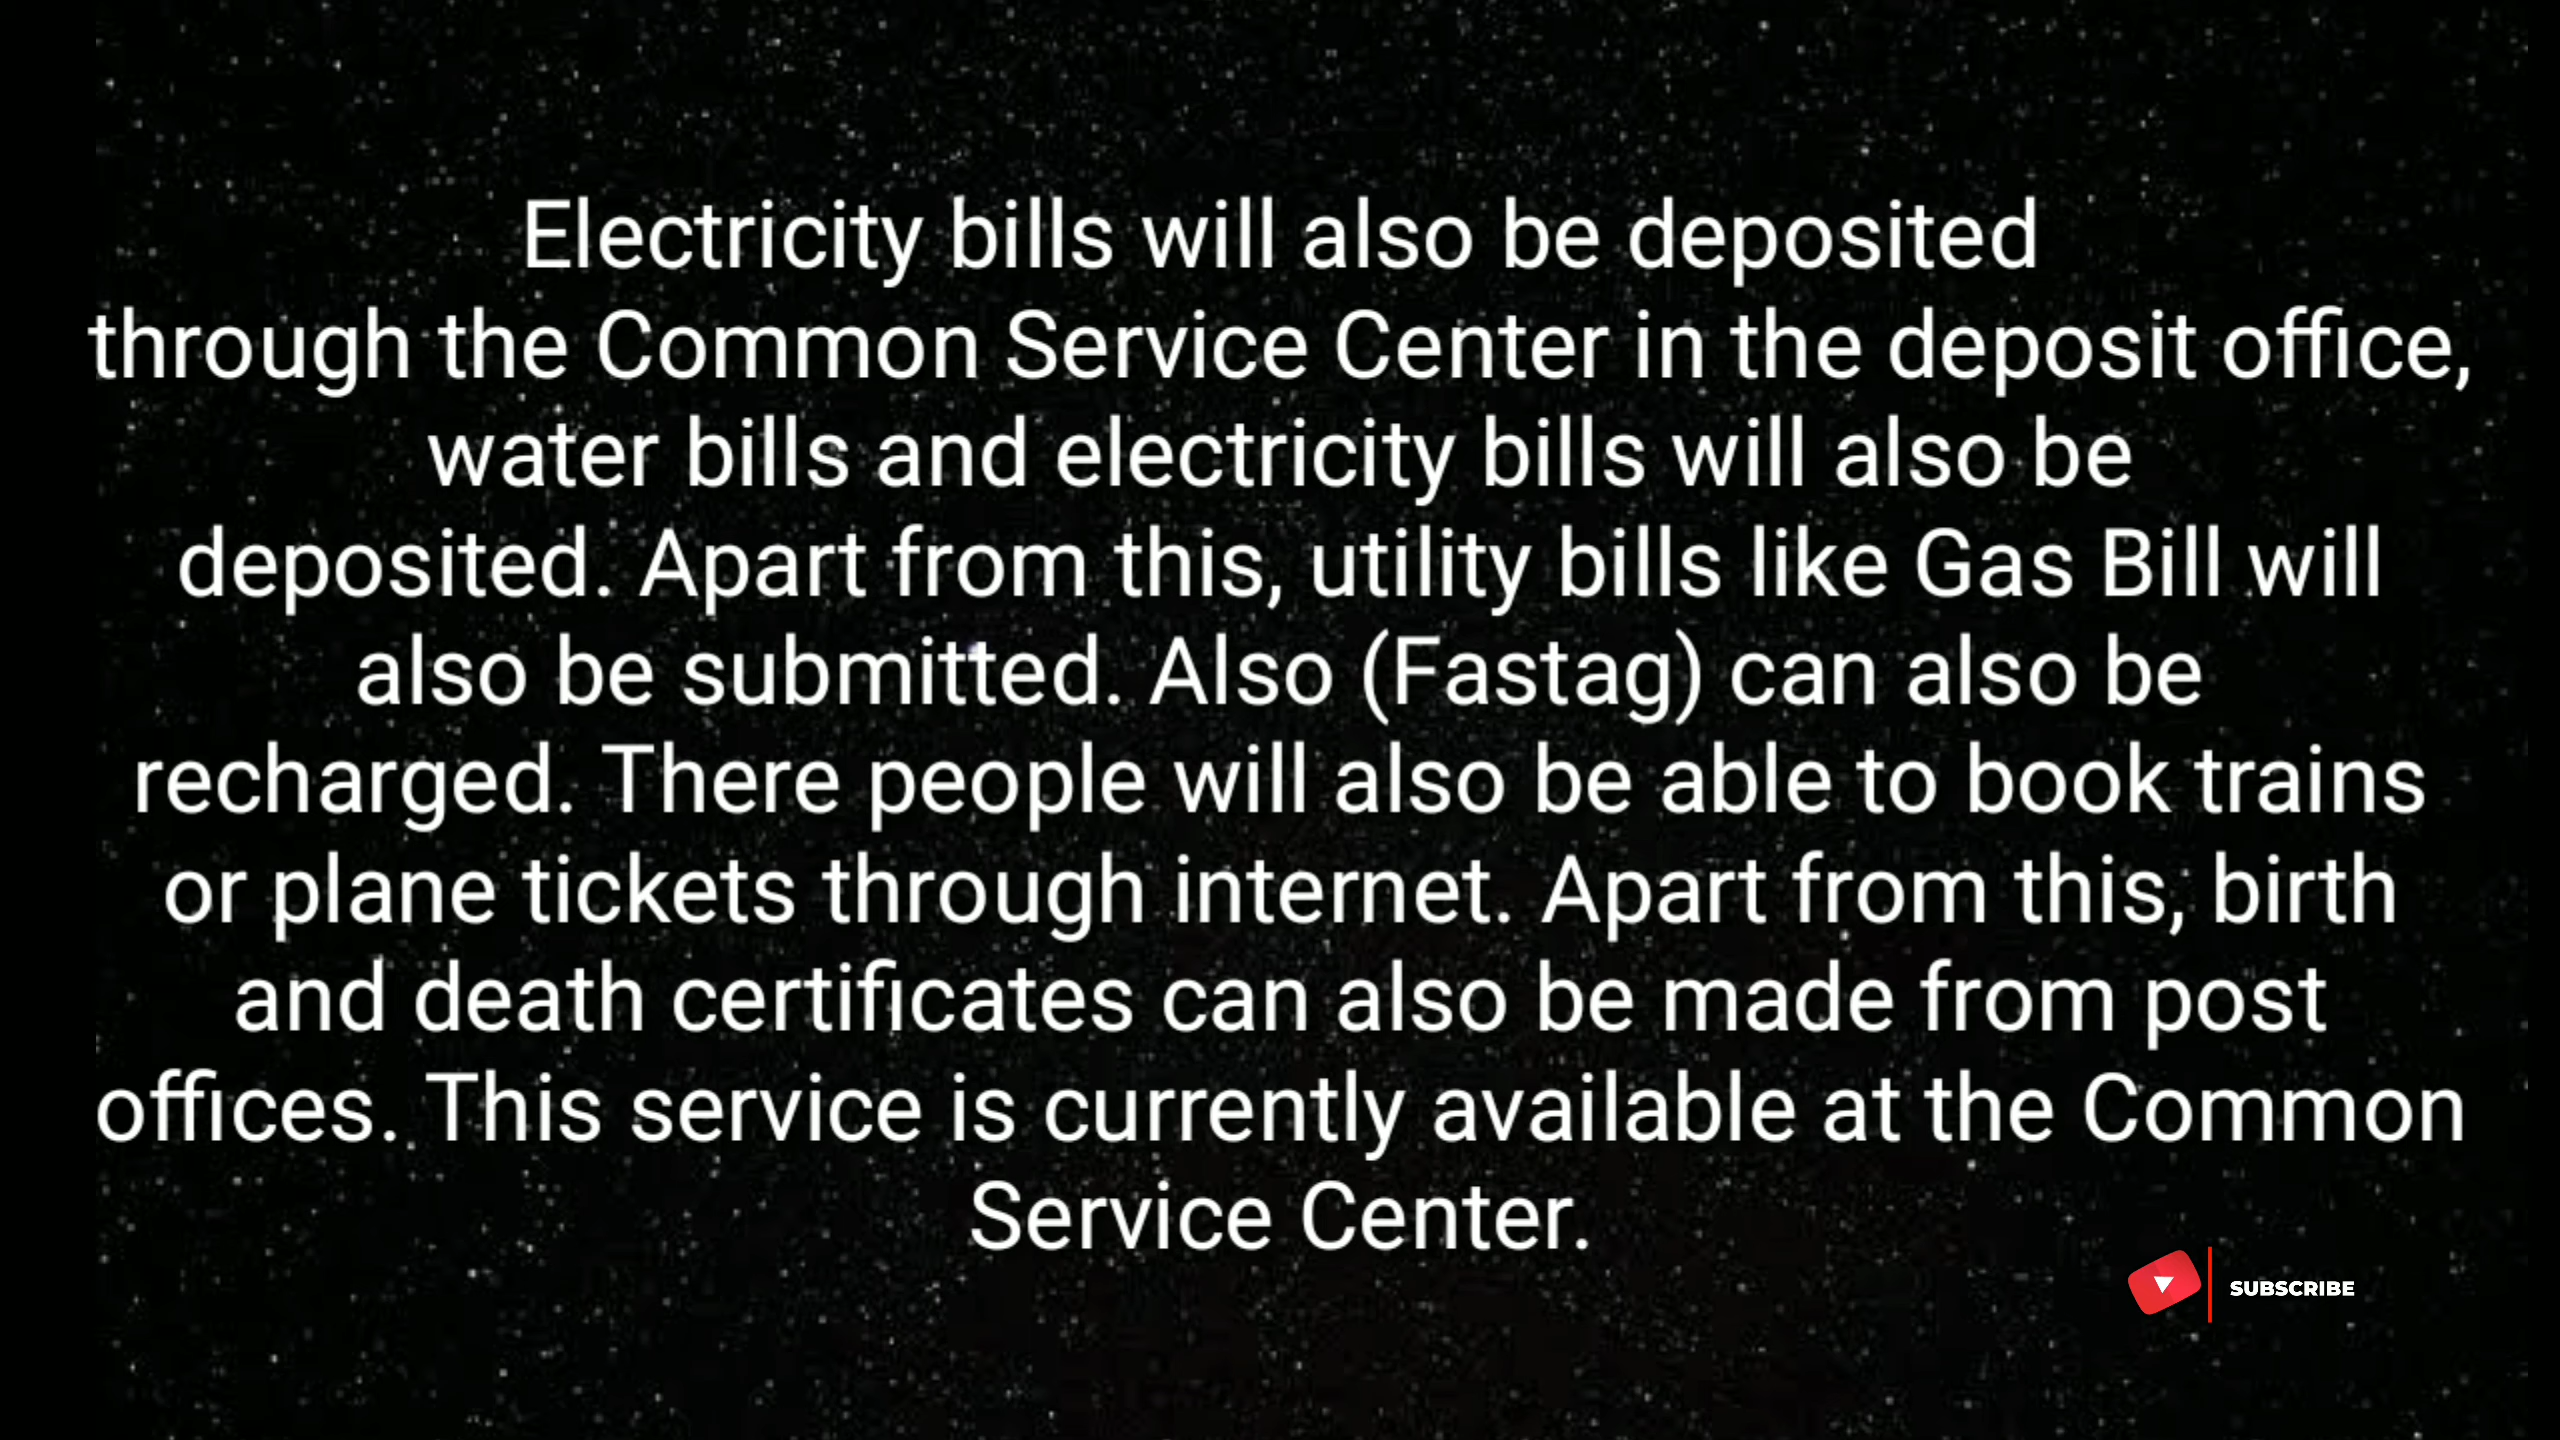 Electricity bills will also be deposited
through the Common Service Center in the deposit office,
water bills and electricity bills will also be
deposited. Apart from this, utility bills like Gas Bill will
also be submitted. Also (Fastag) can also be
recharged. There people will also be able to book trains
or plane tickets through internet. Apart from this, birth
and death certificates can also be made from post
offices. This service is currently available at the Common
Service Center.
SUBSCRIBE